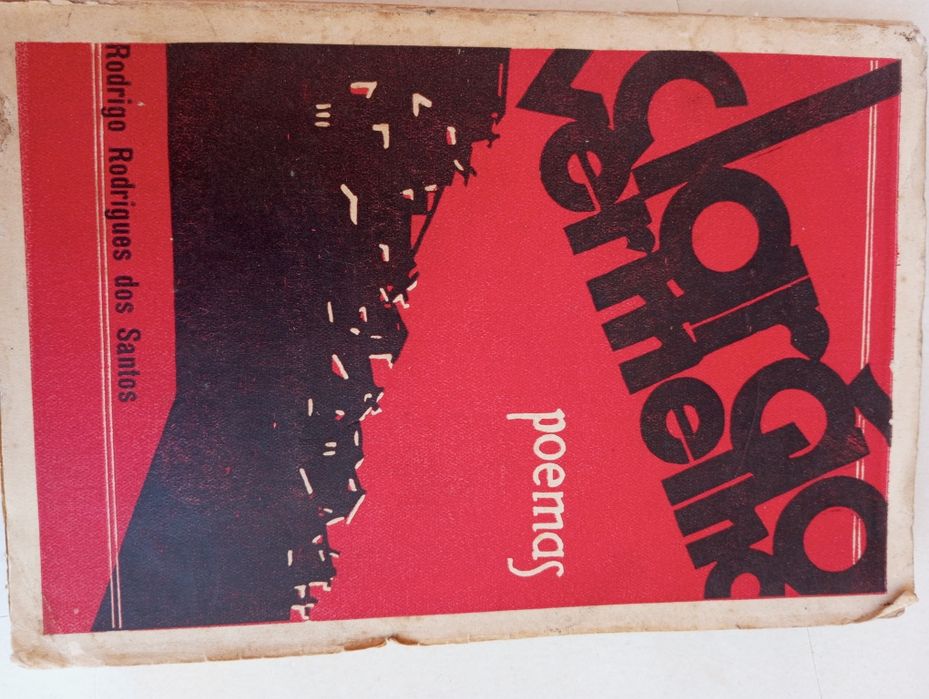 Clarão
vermelho
poemas
Rodrigo Rodrigues dos Santos